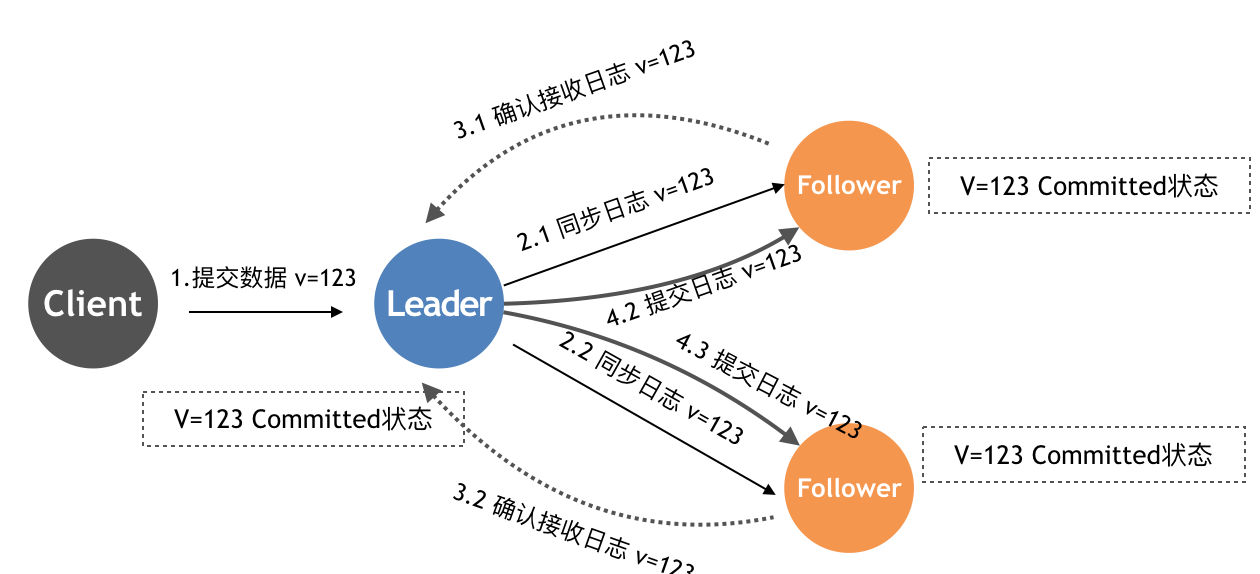 3.1 确认接收日志 v=123
2.1 同步日志 v=123
Follower
V=123 Committed状态
1.提交数据 v=123
Client
Leader
4.2 提交日志 v=123
4.3 提交日志 v=123
2.2 同步日志 v=123
V=123 Committed状态
Follower
V=123 Committed状态
3.2 确认接收日志 v=123